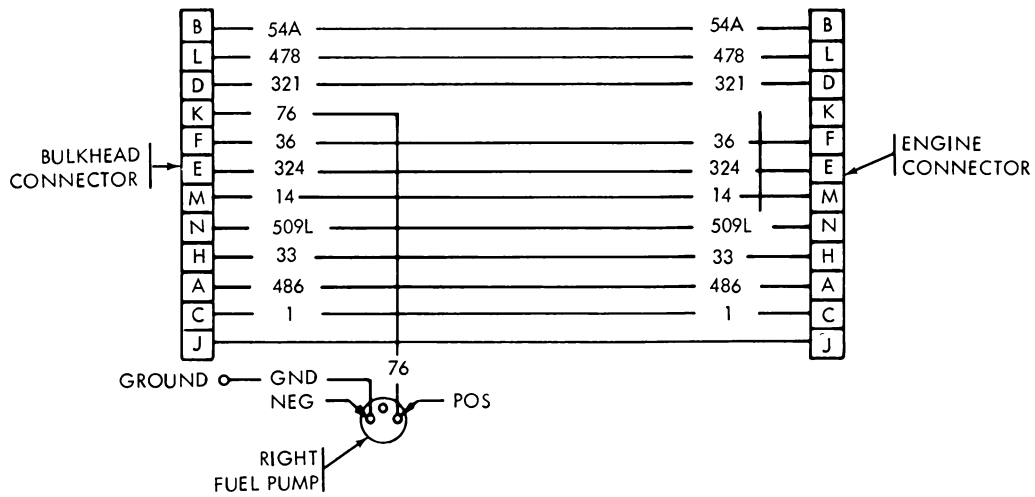 B 54A 54A B
L 478 478 L
D 321 321 D
K 76 K
F 36 36 F
E 324 324 E
M 14 14 M
N 509L 509L N
H 33 33 H
A 486 486 A
C 1 1 C
J J
BULKHEAD
CONNECTOR
ENGINE
CONNECTOR
76
GROUND GND
NEG POS
RIGHT
FUEL PUMP